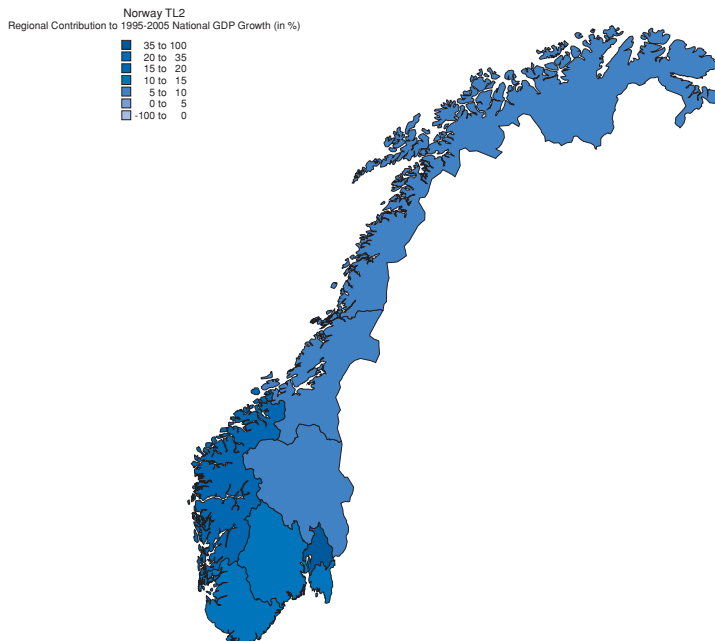 Norway TL2
Regional Contribution to 1995-2005 National GDP Growth (in %)
35 to 100
20 to 35
15 to 20
10 to 15
5 to 10
0 to 5
-100 to 0